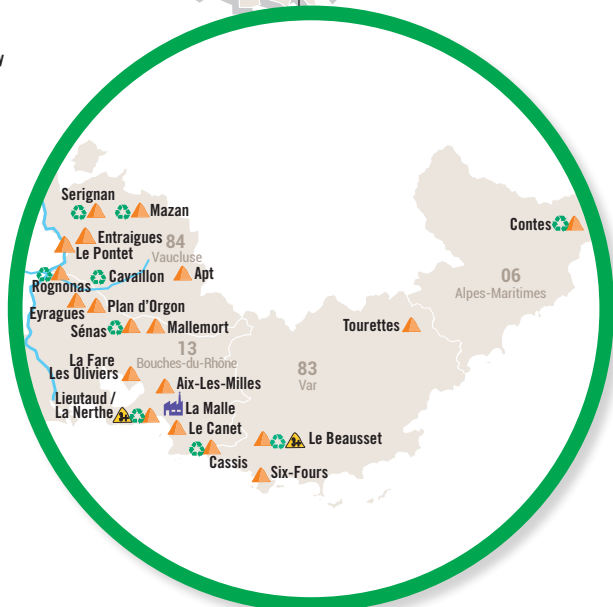 Serignan
Mazan
Contes
Entraigues
84
Le Pontet
Vaucluse
Rognonas
Cavaillon
Apt
06
Alpes-Maritimes
Eyragues
Plan d'Orgon
Sénas
Mallemort
Tourettes
13
Bouches-du-Rhône
La Fare
Les Oliviers
83
Var
Aix-Les-Milles
Lieutaud /
La Nerthe
La Malle
Le Canet
Le Beausset
Cassis
Six-Fours